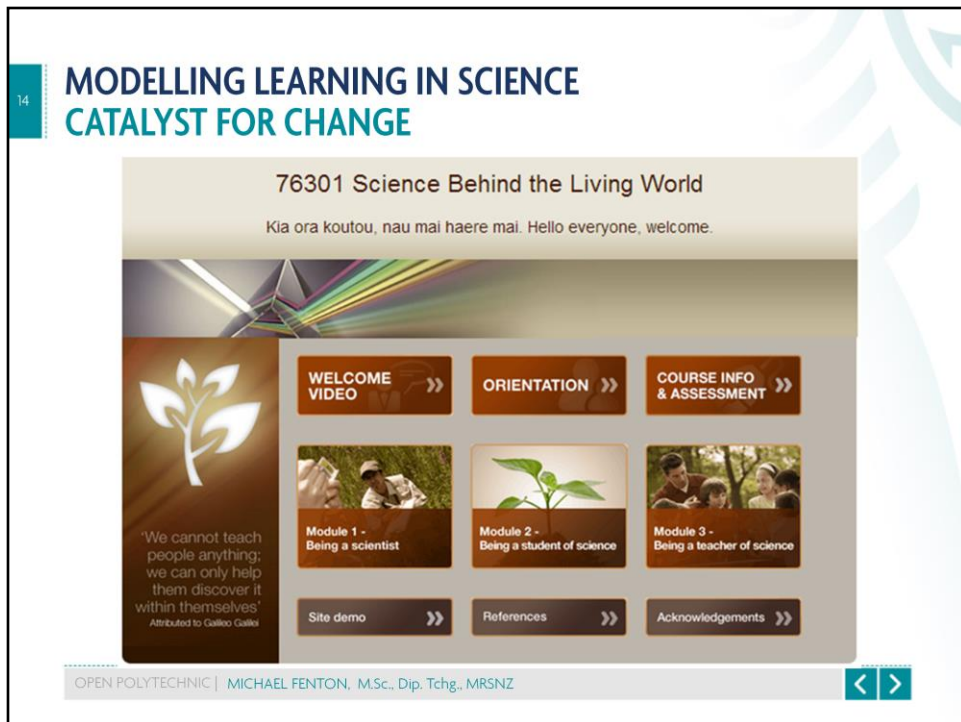 14
MODELLING LEARNING IN SCIENCE
CATALYST FOR CHANGE
76301 Science Behind the Living World
Kia ora koutou, nau mai haere mai. Hello everyone, welcome.
WELCOME
VIDEO
ORIENTATION
COURSE INFO
& ASSESSMENT
Module 1 -
Being a scientist
Module 2 -
Being a student of science
Module 3 -
Being a teacher of science
'We cannot teach
people anything;
we can only help
them discover it
within themselves'
Attributed to Galileo Galilei
Site demo
References
Acknowledgements
OPEN POLYTECHNIC | MICHAEL FENTON, M.Sc., Dip. Tchg., MRSNZ